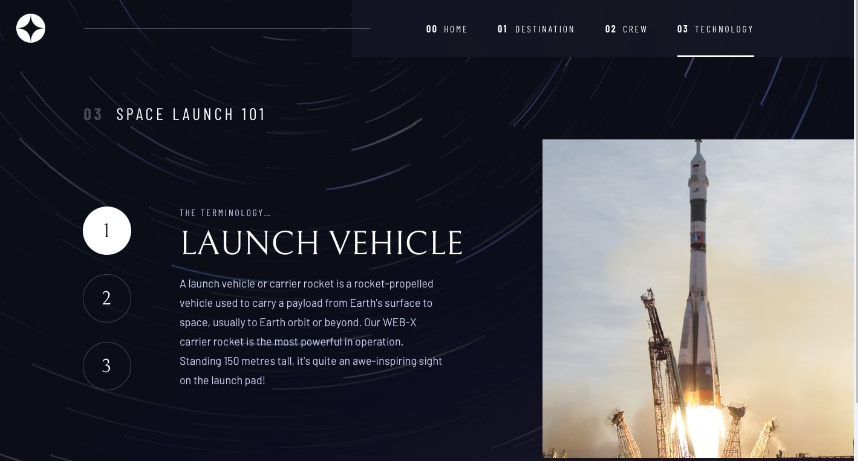 00 HOME 01 DESTINATION 02 CREW 03 TECHNOLOGY
03 SPACE LAUNCH 101
THE TERMINOLOGY...
LAUNCH VEHICLE
1
2
3
A launch vehicle or carrier rocket is a rocket-propelled
vehicle used to carry a payload from Earth's surface to
space, usually to Earth orbit or beyond. Our WEB-X
carrier rocket is the most powerful in operation.
Standing 150 metres tall, it's quite an awe-inspiring sight
on the launch pad!